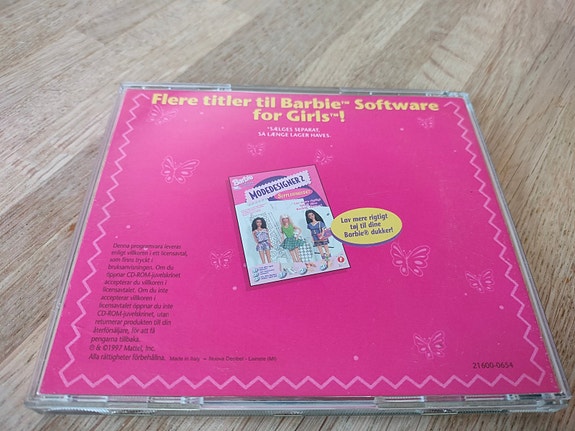 Flere titler til Barbie™ Software
for Girls™!
*SÆLGES SEPARAT.
SÅ LÆNGE LAGER HAVES.
Barbie
MODEDESIGNER 2
Lav mere rigtigt
tøj til dine
Barbie® dukker!
Denna programvara levereras
enligt villkoren i ett licensavtal,
som finns tryckt i
bruksanvisningen. Om du
öppnar CD-ROM-juvelskrinet
accepterar du villkoren i
licensavtalet. Om du inte
accepterar villkoren i
licensavtalet öppnar du inte
CD-ROM-juvelskrinet, utan
returnerar produkten till din
återförsäljare, för att få
pengarna tillbaka.
® & ©1997 Mattel, Inc.
Alla rättigheter förbehållna.
Made in Italy
21600-0654